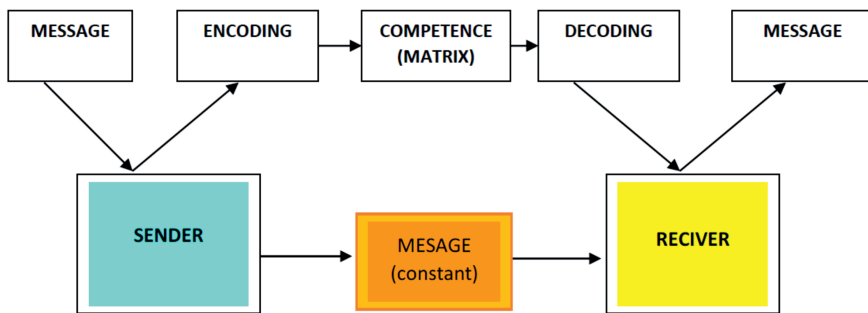 MESSAGE
ENCODING
COMPETENCE
(MATRIX)
DECODING
MESSAGE
SENDER
MESAGE
(constant)
RECIVER